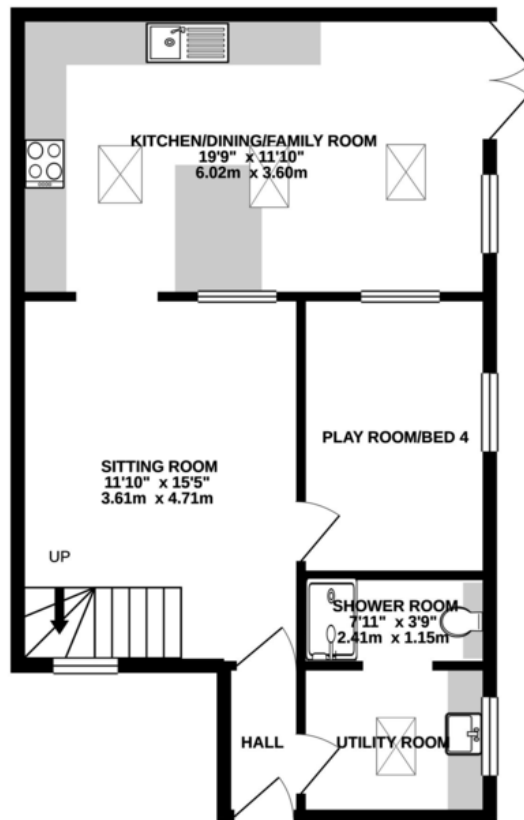 KITCHEN/DINING/FAMILY ROOM
19'9" x 11'10"
6.02m x 3.60m
PLAY ROOM/BED 4
SITTING ROOM
11'10" x 15'5"
3.61m x 4.71m
UP
SHOWER ROOM
7'11" x 3'9"
2.41m x 1.15m
HALL
UTILITY ROOM